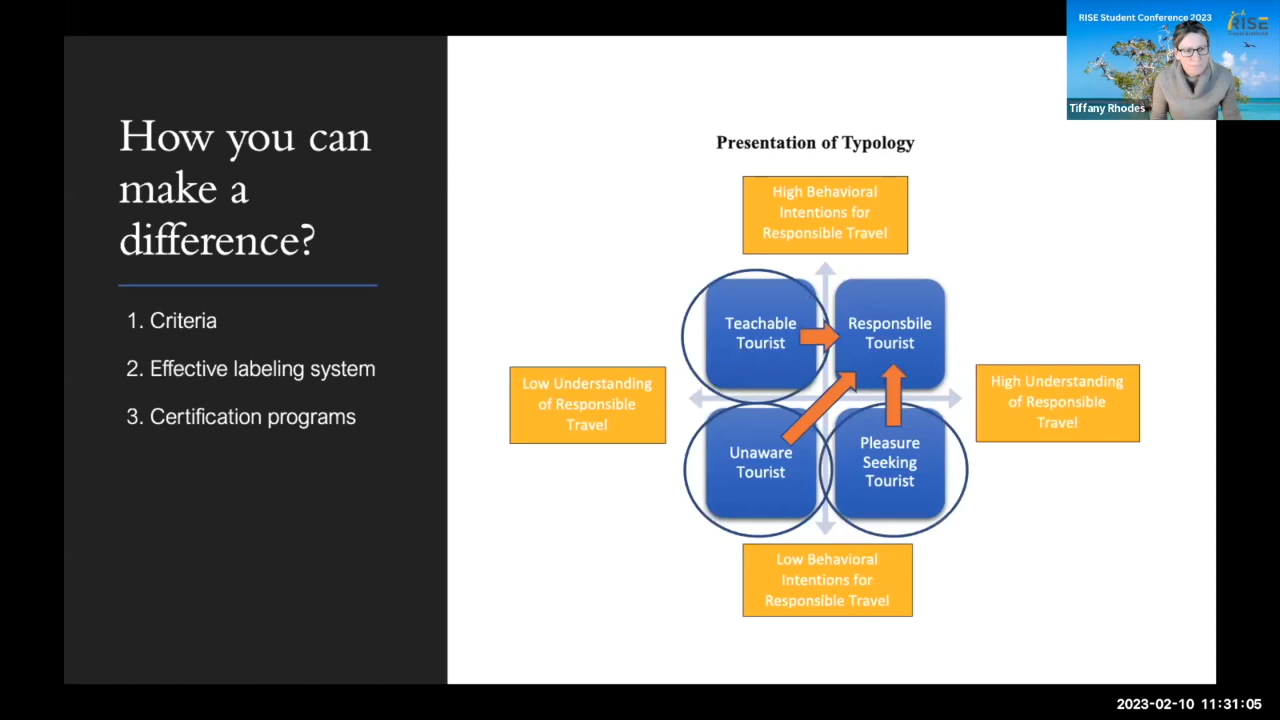 RISE Student Conference 2023
RISE
Tiffany Rhodes
How you can
make a
difference?
1. Criteria
2. Effective labeling system
3. Certification programs
Presentation of Typology
High Behavioral
Intentions for
Responsible Travel
Teachable
Tourist
Responsbile
Tourist
Low Understanding
of Responsible
Travel
High Understanding
of Responsible
Travel
Unaware
Tourist
Pleasure
Seeking
Tourist
Low Behavioral
Intentions for
Responsible Travel
2023-02-10 11:31:05